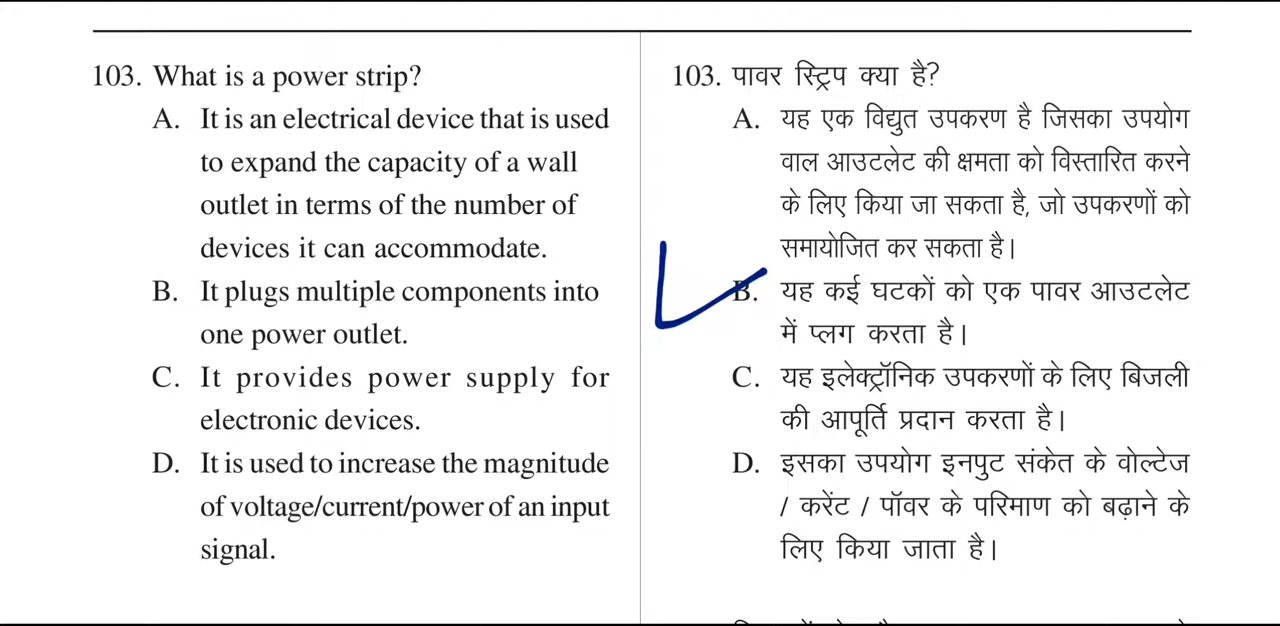 103. What is a power strip?
A. It is an electrical device that is used
to expand the capacity of a wall
outlet in terms of the number of
devices it can accommodate.
B. It plugs multiple components into
one power outlet.
C. It provides power supply for
electronic devices.
D. It is used to increase the magnitude
of voltage/current/power of an input
signal.
103. पावर स्ट्रिप क्या है?
A. यह एक विद्युत उपकरण है जिसका उपयोग
वाल आउटलेट की क्षमता को विस्तारित करने
के लिए किया जा सकता है, जो उपकरणों को
समायोजित कर सकता है।
B. यह कई घटकों को एक पावर आउटलेट
में प्लग करता है।
C. यह इलेक्ट्रॉनिक उपकरणों के लिए बिजली
की आपूर्ति प्रदान करता है।
D. इसका उपयोग इनपुट संकेत के वोल्टेज
/ करेंट / पॉवर के परिमाण को बढ़ाने के
लिए किया जाता है।